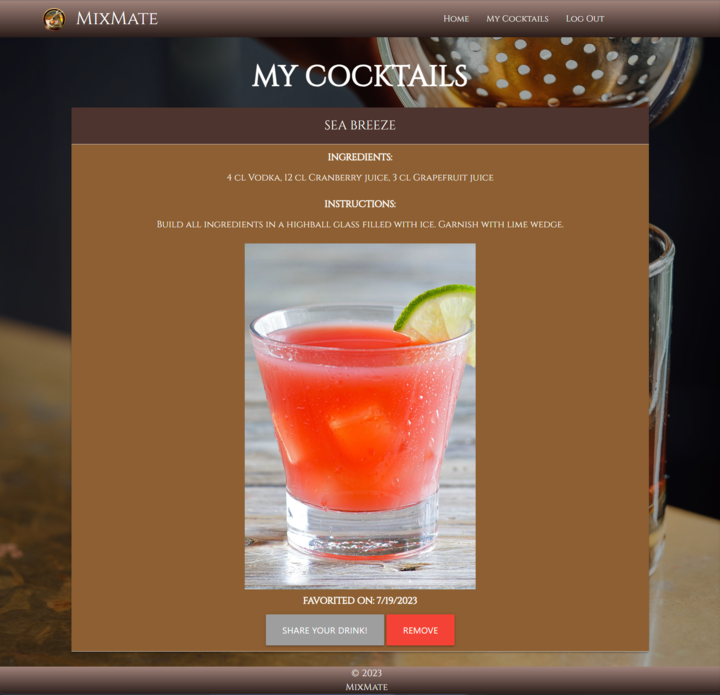 MixMate
Home My Cocktails Log Out
MY COCKTAILS
SEA BREEZE
INGREDIENTS:
4 cl Vodka, 12 cl Cranberry juice, 3 cl Grapefruit juice
INSTRUCTIONS:
Build all ingredients in a highball glass filled with ice. Garnish with lime wedge.
FAVORITED ON: 7/19/2023
SHARE YOUR DRINK! REMOVE
© 2023
MixMate